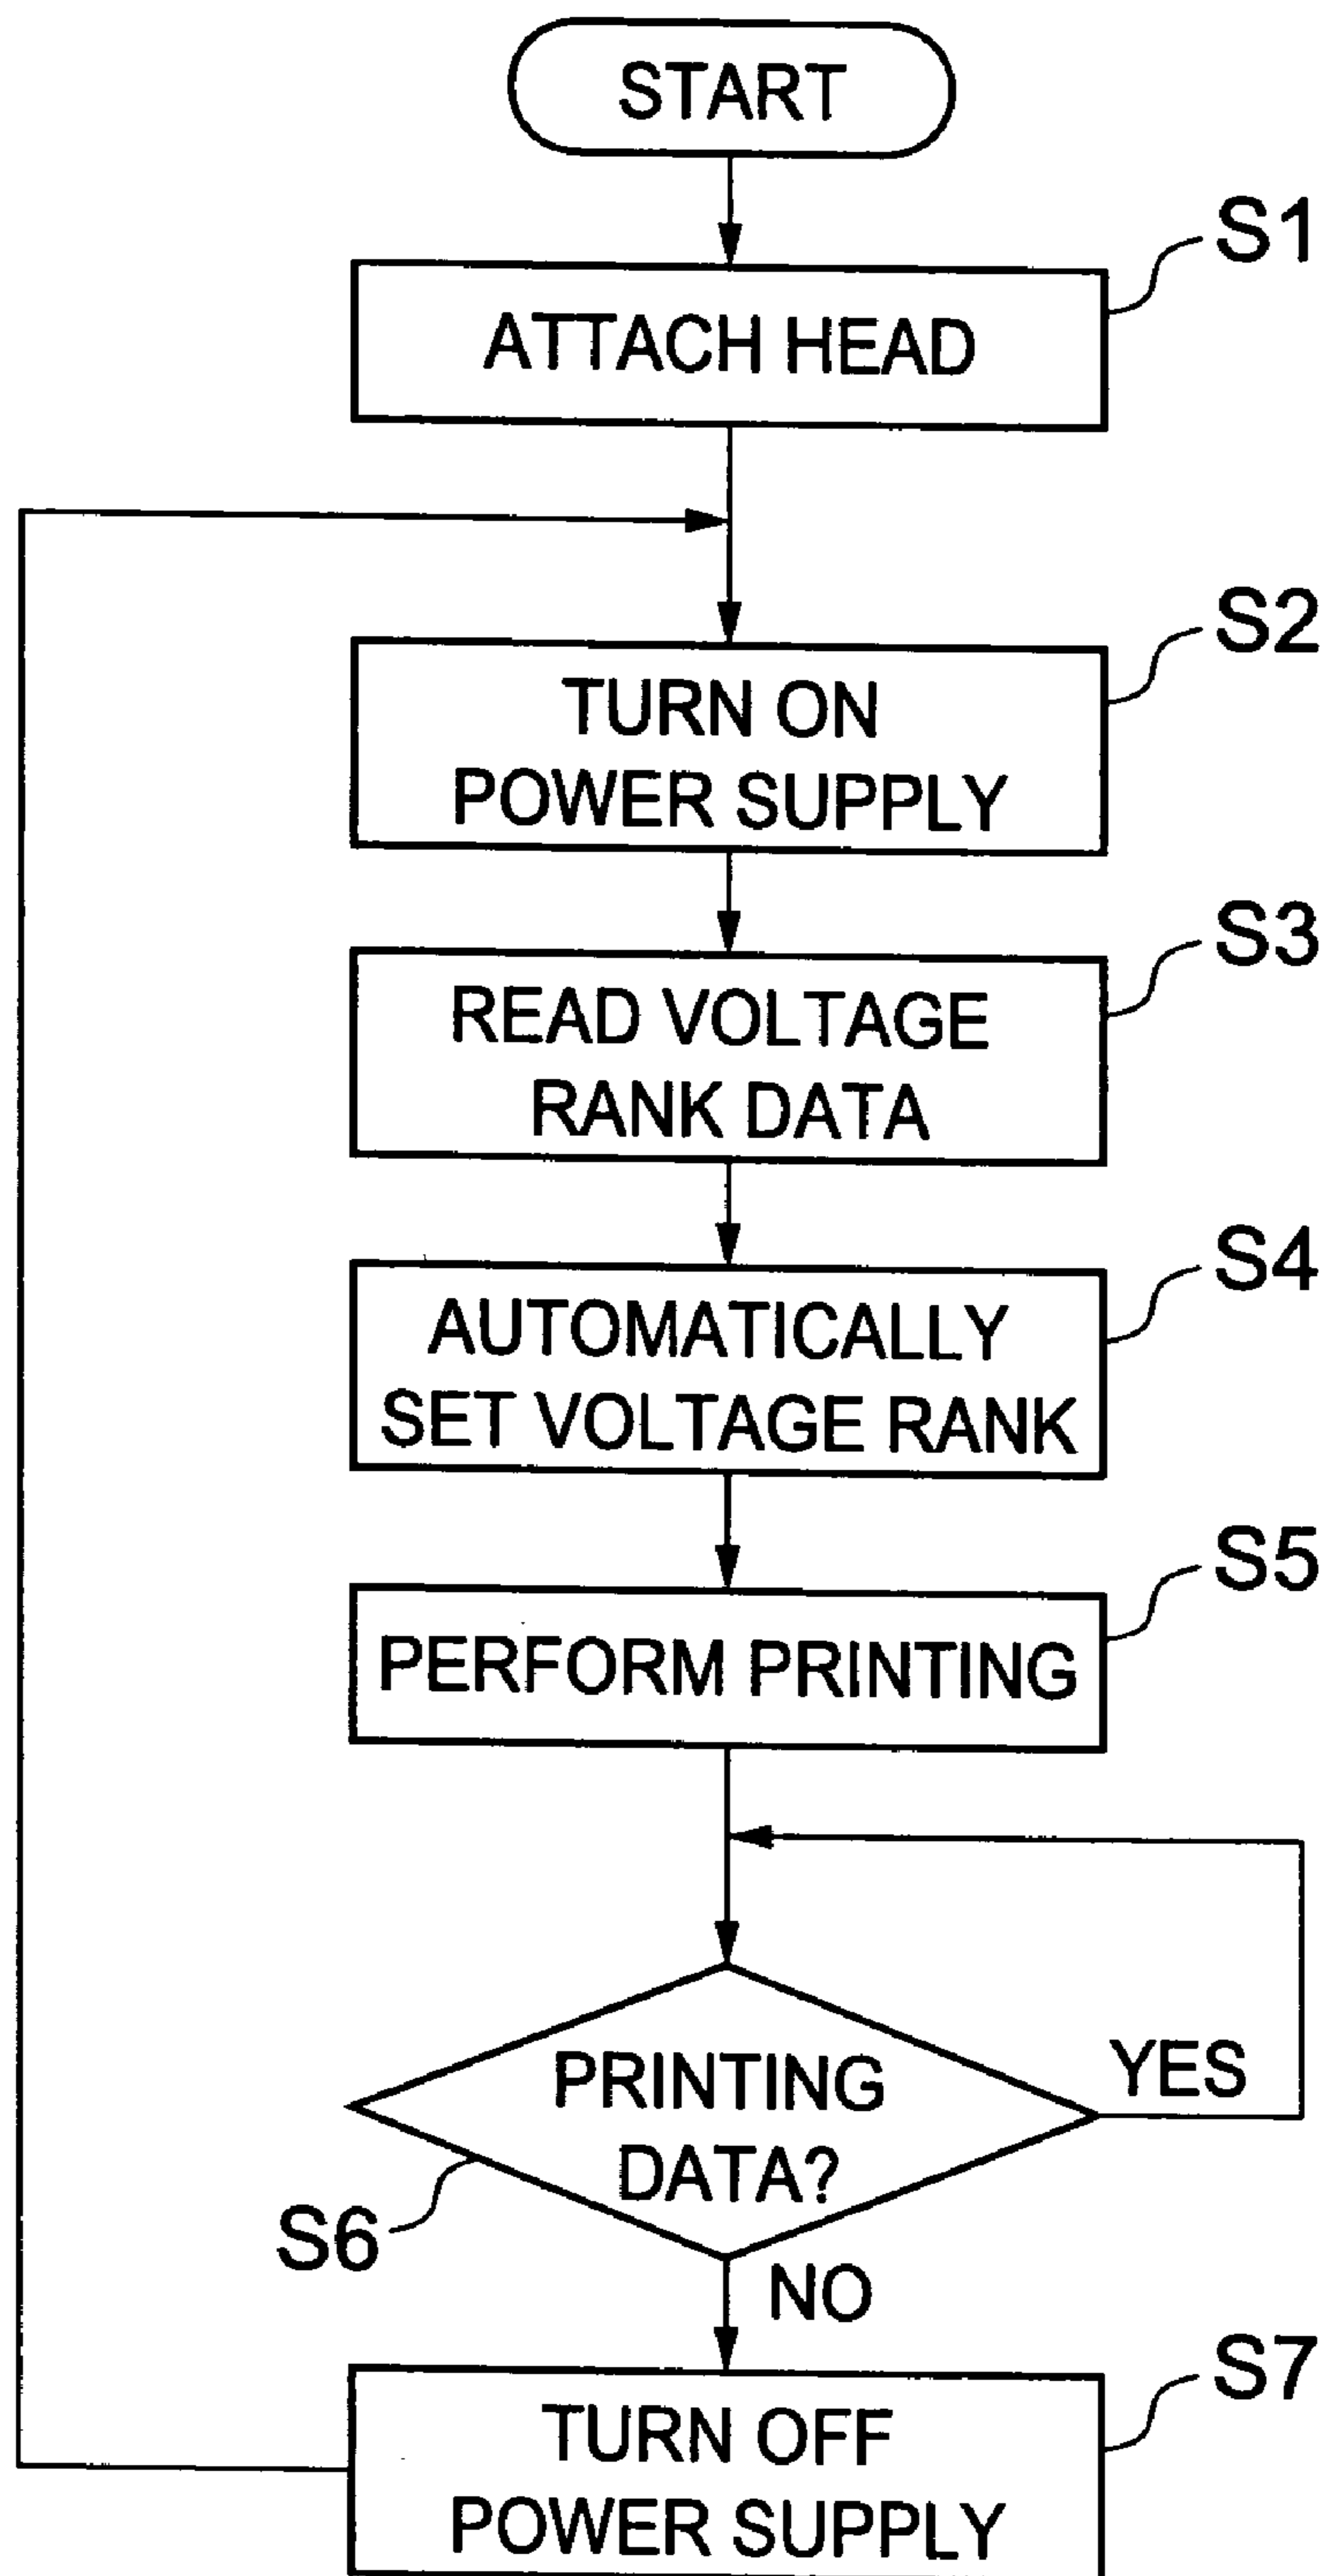 START
S1
ATTACH HEAD
S2
TURN ON
POWER SUPPLY
S3
READ VOLTAGE
RANK DATA
S4
AUTOMATICALLY
SET VOLTAGE RANK
S5
PERFORM PRINTING
PRINTING
DATA?
YES
S6
NO
S7
TURN OFF
POWER SUPPLY